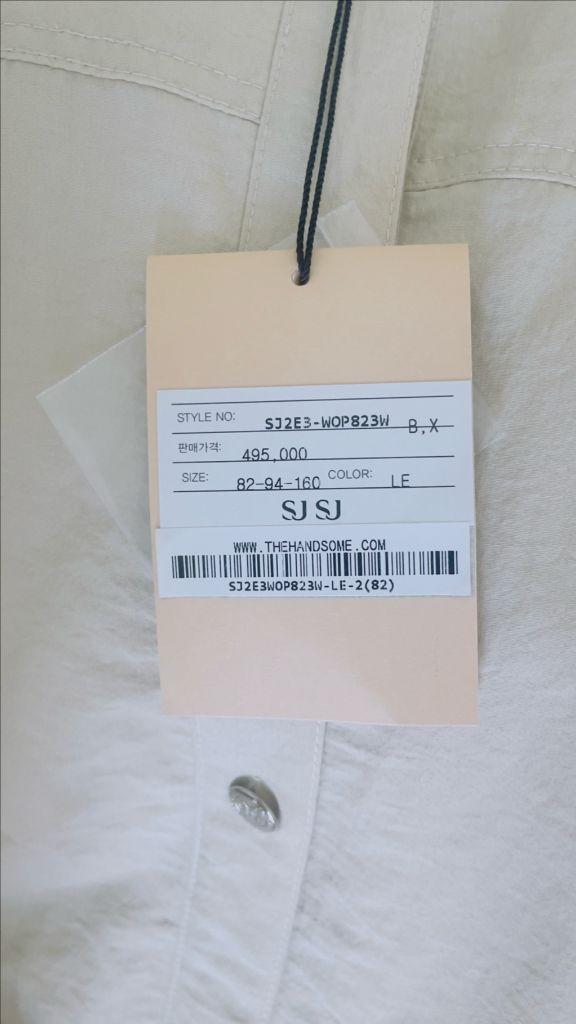 STYLE NO: SJ2E3-WOP823W B,X
판매가격: 495,000
SIZE: 82-94-160 COLOR: LE
SJ SJ
WWW.THEHANDSOME.COM
SJ2E3WOP823W-LE-2(82)